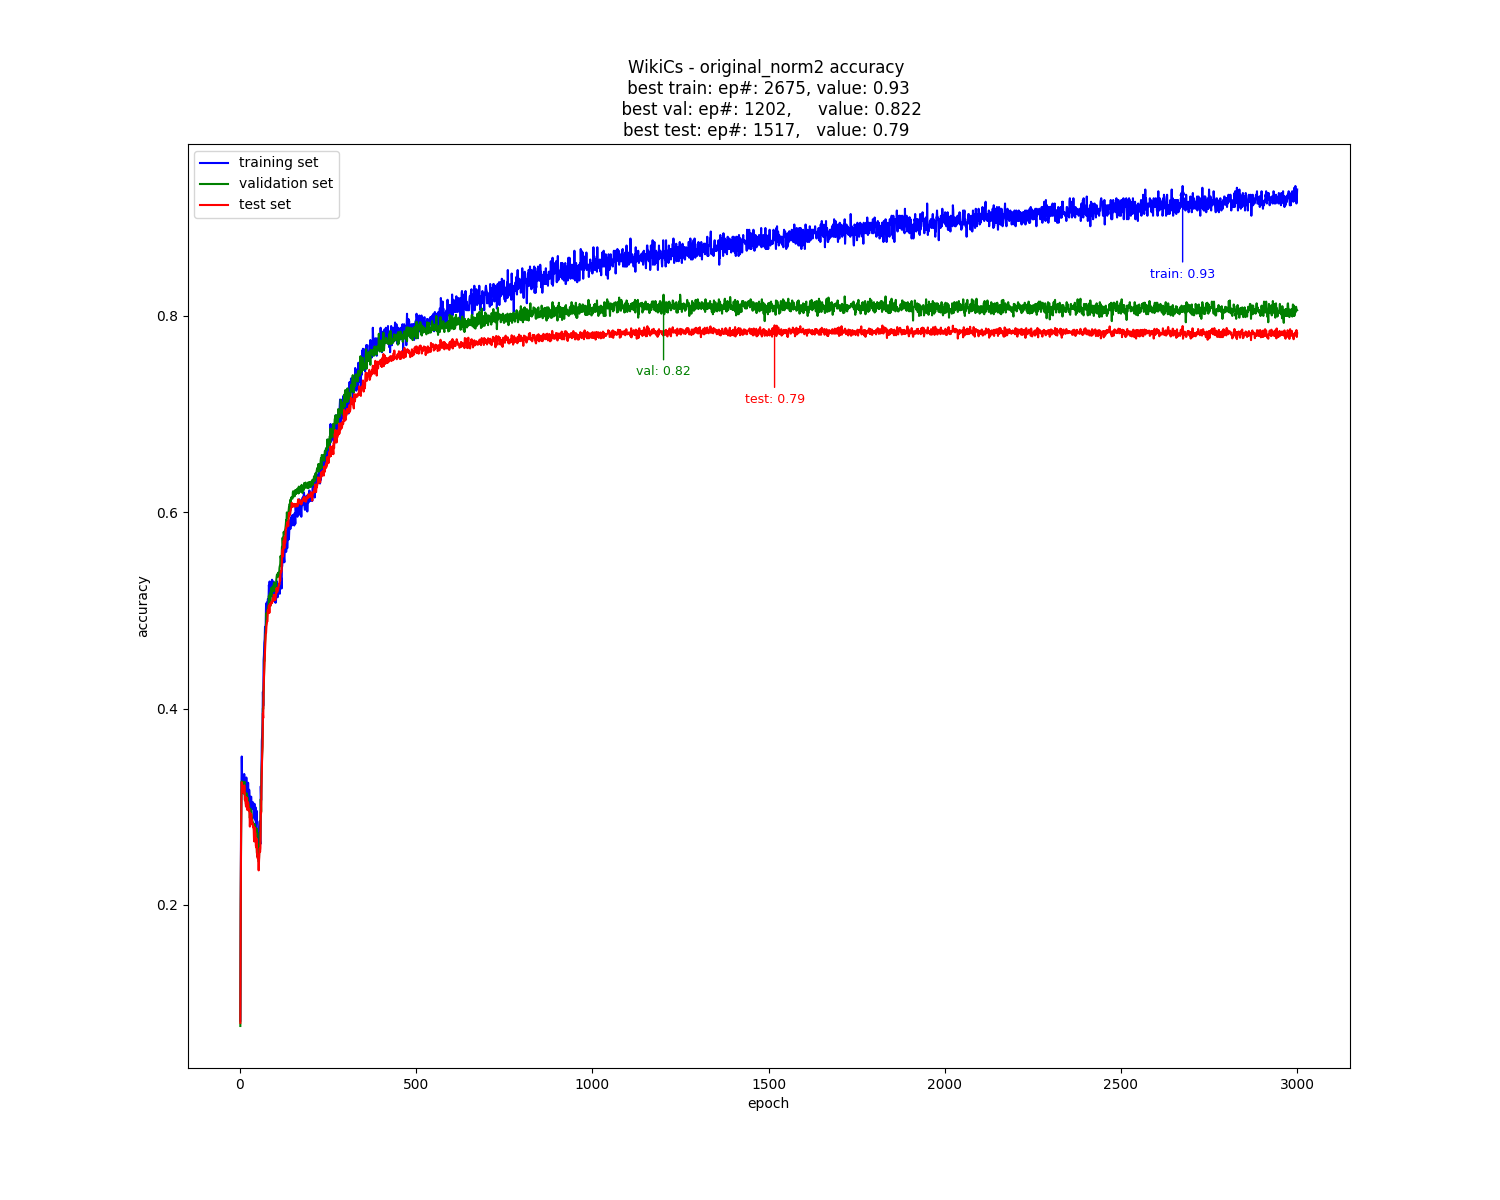 WikiCs - original_norm2 accuracy
best train: ep#: 2675, value: 0.93
best val: ep#: 1202, value: 0.822
best test: ep#: 1517, value: 0.79
training set
validation set
test set
train: 0.93
val: 0.82
test: 0.79
0.8
0.6
0.4
0.2
accuracy
0 500 1000 1500 2000 2500 3000
epoch